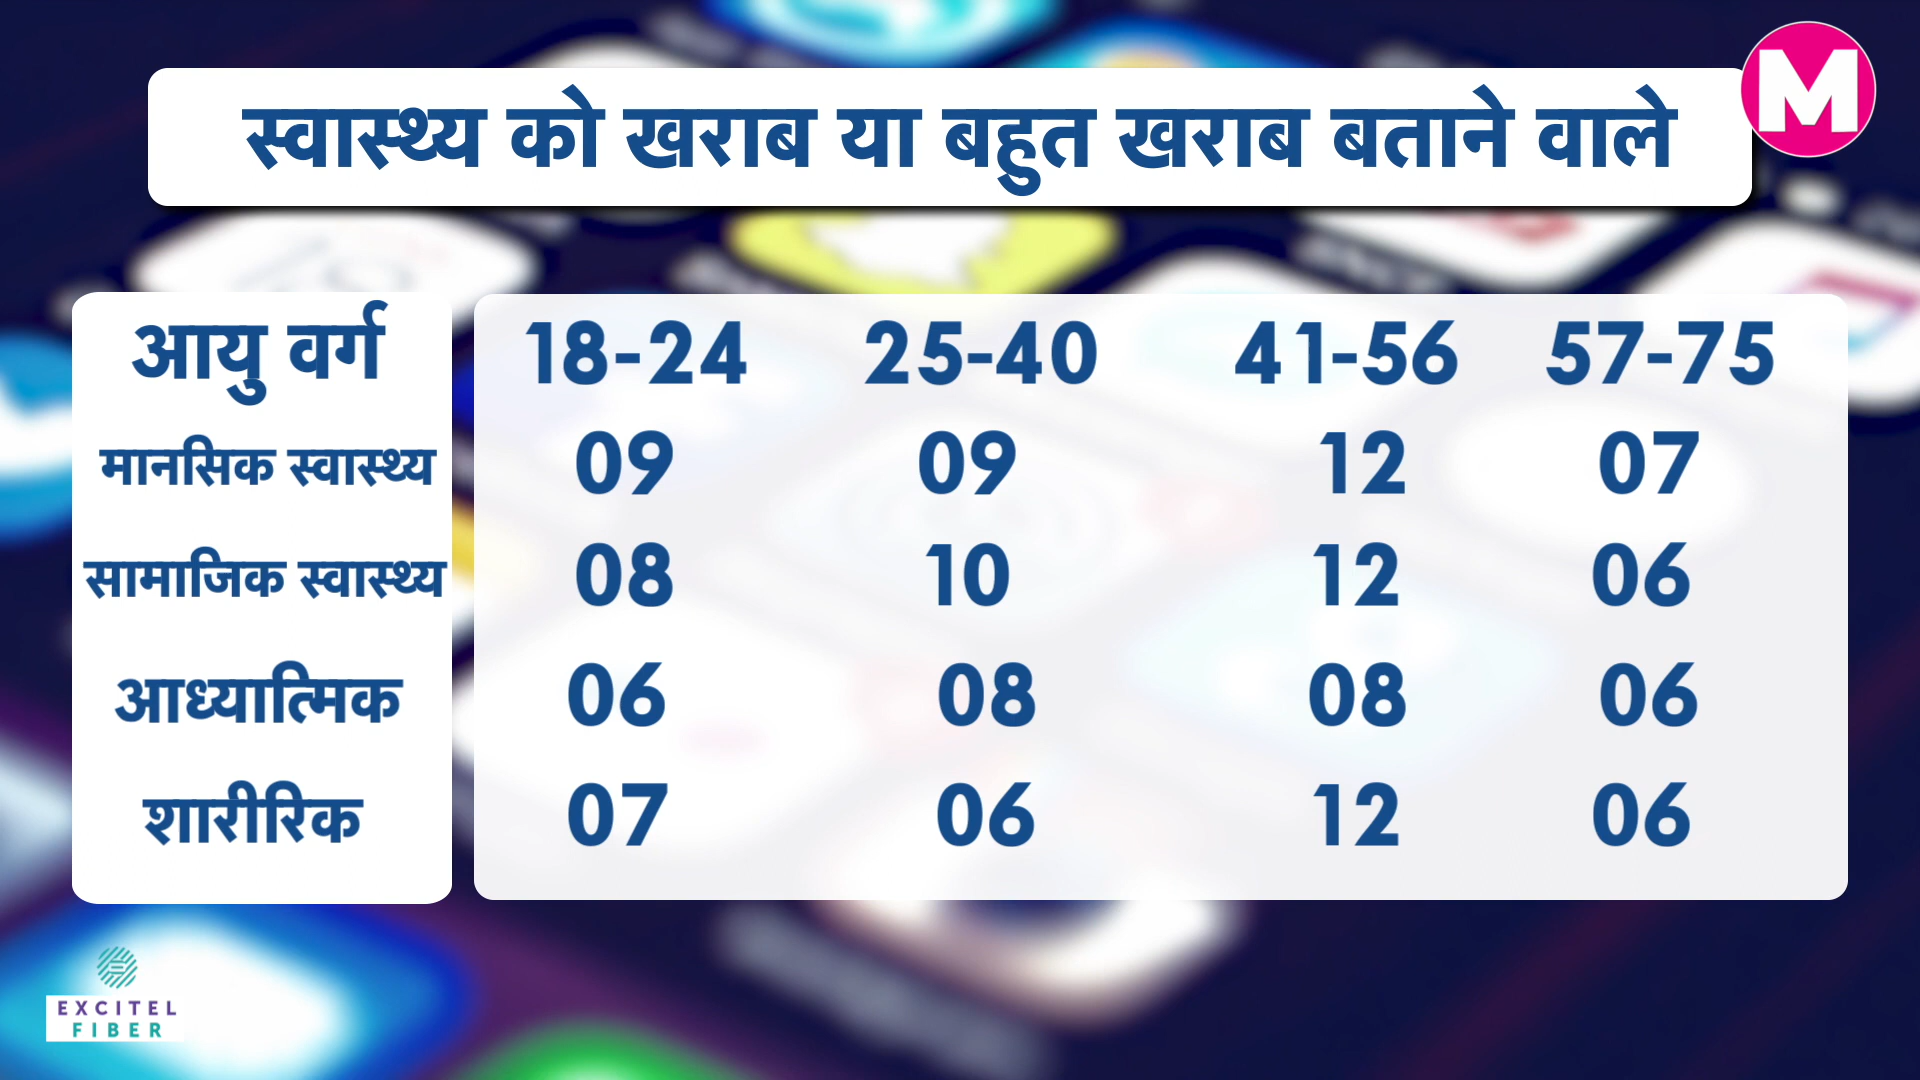 स्वास्थ्य को खराब या बहुत खराब बताने वाले
M
आयु वर्ग 18-24 25-40 41-56 57-75
मानसिक स्वास्थ्य 09 09 12 07
सामाजिक स्वास्थ्य 08 10 12 06
आध्यात्मिक 06 08 08 06
शारीरिक 07 06 12 06
EXCITEL
FIBER